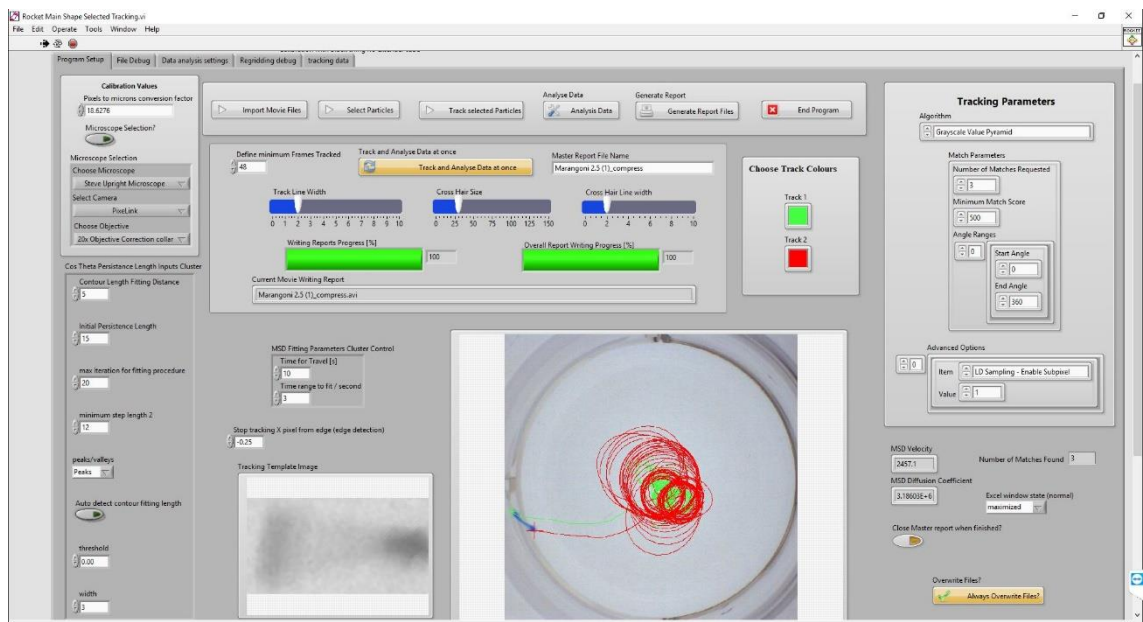 Rocket Main Shape Selected Tracking.vi
File Edit Operate Tools Window Help
Program Setup File Debug Data analysis settings Regridding debug tracking data
Calibration Values
Pixels to microns conversion factor
18.6276
Microscope Selection?
Microscope Selection
Choose Microscope
Steve Upright Microscope
Select Camera
PixeLink
Choose Objective
20x Objective Correction collar
Cos Theta Persistance Length Inputs Cluster
Contour Length Fitting Distance
5
Initial Persistence Length
15
max iteration for fitting procedure
20
minimum step length 2
12
peaks/valleys
Peaks
Auto detect contour fitting length
threshold
0.00
width
3
Import Movie Files
Select Particles
Track selected Particles
Analyse Data
Analysis Data
Generate Report
Generate Report Files
End Program
Define minimum Frames Tracked
48
Track and Analyse Data at once
Track and Analyse Data at once
Master Report File Name
Marangoni 2.5 (1)_compress
Track Line Width
0 1 2 3 4 5 6 7 8 9 10
Cross Hair Size
0 25 50 75 100 125 150
Cross Hair Line width
0 2 4 6 8 10
Writing Reports Progress [%]
100
Overall Report Writing Progress [%]
100
Current Movie Writing Report
Marangoni 2.5 (1)_compress.avi
Choose Track Colours
Track 1
Track 2
MSD Fitting Parameters Cluster Control
Time for Travel [s]
10
Time range to fit / second
3
Stop tracking X pixel from edge (edge detection)
-0.25
Tracking Template Image
Tracking Parameters
Algorithm
Grayscale Value Pyramid
Match Parameters
Number of Matches Requested
3
Minimum Match Score
500
Angle Ranges
0
Start Angle
0
End Angle
360
Advanced Options
0
Item LD Sampling - Enable Subpixel
Value 1
MSD Velocity
2457.1
Number of Matches Found 3
MSD Diffusion Coefficient
3.18603E+6
Excel window state (normal)
maximized
Close Master report when finished?
Overwrite Files?
Always Overwrite Files?